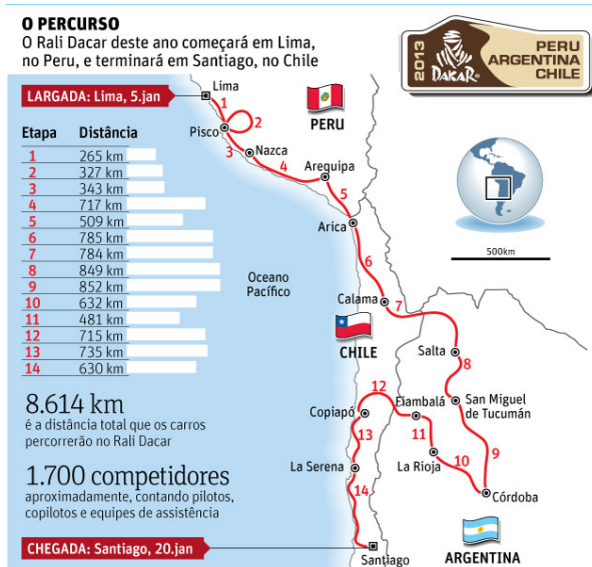 O PERCURSO
O Rali Dacar deste ano começará em Lima,
no Peru, e terminará em Santiago, no Chile
2013
DAKAR
PERU
ARGENTINA
CHILE
LARGADA: Lima, 5.jan
Etapa Distância
1 265 km
2 327 km
3 343 km
4 717 km
5 509 km
6 785 km
7 784 km
8 849 km
9 852 km
10 632 km
11 481 km
12 715 km
13 735 km
14 630 km
8.614 km
é a distância total que os carros
percorrerão no Rali Dacar
1.700 competidores
aproximadamente, contando pilotos,
copilotos e equipes de assistência
CHEGADA: Santiago, 20.jan
Lima
1
2
Pisco
PERU
3
Nazca
4
Arequipa
5
Arica
500km
6
Oceano
Pacífico
Calama
7
CHILE
Salta
8
12
Copiapó
Fiambalá
San Miguel
de Tucumán
13
11
La Rioja
10
9
La Serena
14
Córdoba
Santiago
ARGENTINA